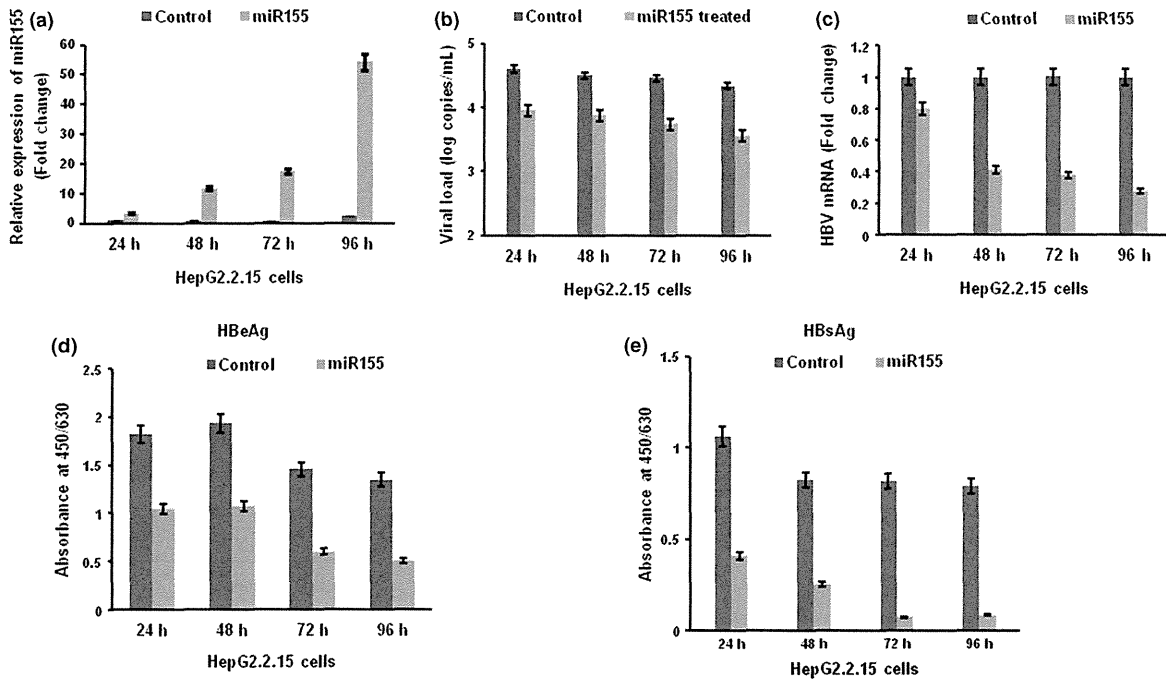 (a)
Control
miR155
Relative expression of miR155
(Fold change)
60
50
40
30
20
10
0
24 h
48 h
72 h
96 h
HepG2.2.15 cells
(b)
Control
miR155 treated
Viral load (log copies/mL)
5
4.5
4
3.5
3
2.5
2
24 h
48 h
72 h
96 h
HepG2.2.15 cells
(c)
Control
miR155
HBV mRNA (Fold change)
1.2
1
0.8
0.6
0.4
0.2
0
24 h
48 h
72 h
96 h
HepG2.2.15 cells
(d)
HBeAg
Control
miR155
Absorbance at 450/630
2
1.5
1
0.5
0
24 h
48 h
72 h
96 h
HepG2.2.15 cells
(e)
HBsAg
Control
miR155
Absorbance at 450/630
1.5
1
0.5
0
24 h
48 h
72 h
96 h
HepG2.2.15 cells